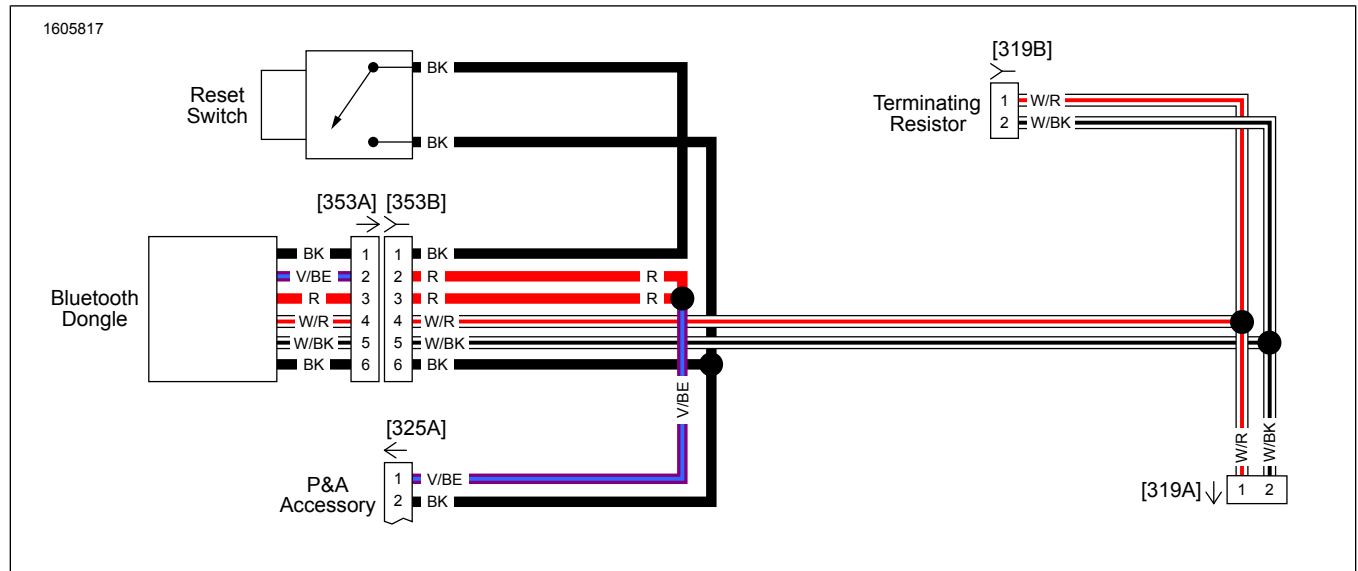 1605817
Reset
Switch
BK
BK
[319B]
Terminating
Resistor
1 W/R
2 W/BK
[353A] [353B]
Bluetooth
Dongle
BK 1 1 BK
V/BE 2 2 R R
R 3 3 R R
W/R 4 4 W/R
W/BK 5 5 W/BK
BK 6 6 BK
V/BE
[325A]
P&A
Accessory
1 V/BE
2 BK
W/R
W/BK
[319A] 1 2